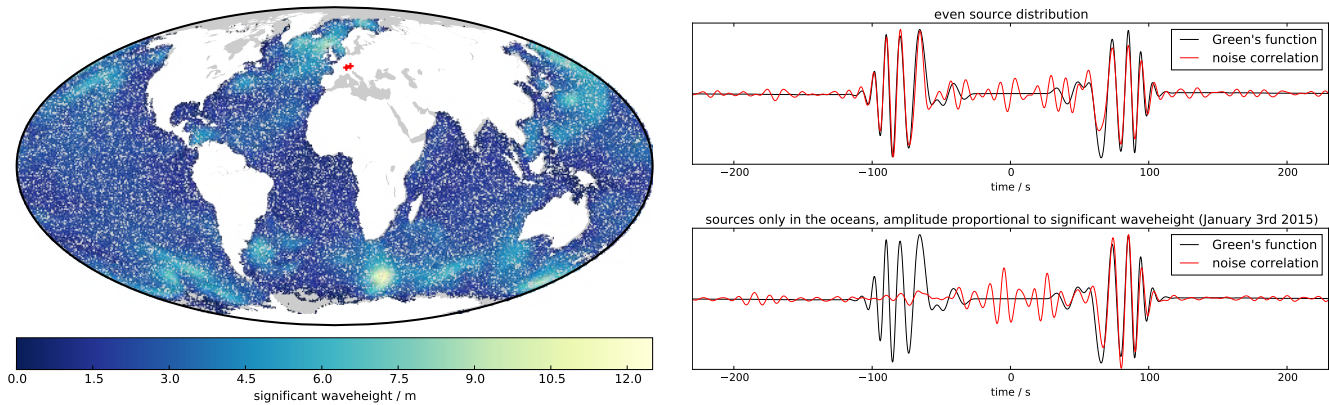 0.0 1.5 3.0 4.5 6.0 7.5 9.0 10.5 12.0
significant waveheight / m
even source distribution
Green's function
noise correlation
−200 −100 0 100 200
time / s
sources only in the oceans, amplitude proportional to significant waveheight (January 3rd 2015)
Green's function
noise correlation
−200 −100 0 100 200
time / s